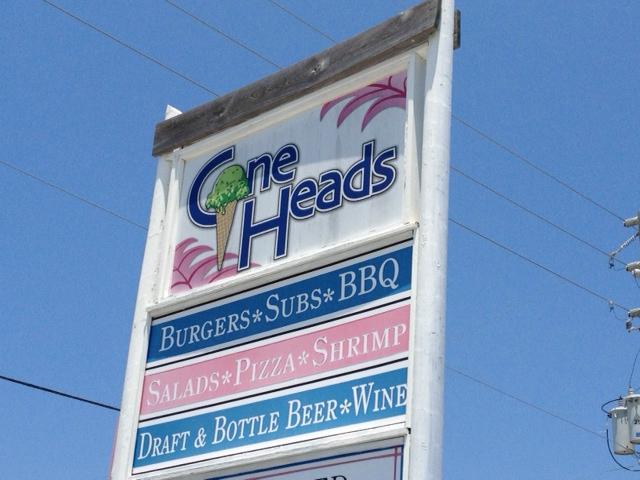 Cone
Heads
BURGERS*SUBS*BBQ
SALADS*PIZZA*SHRIMP
DRAFT & BOTTLE BEER*WINE